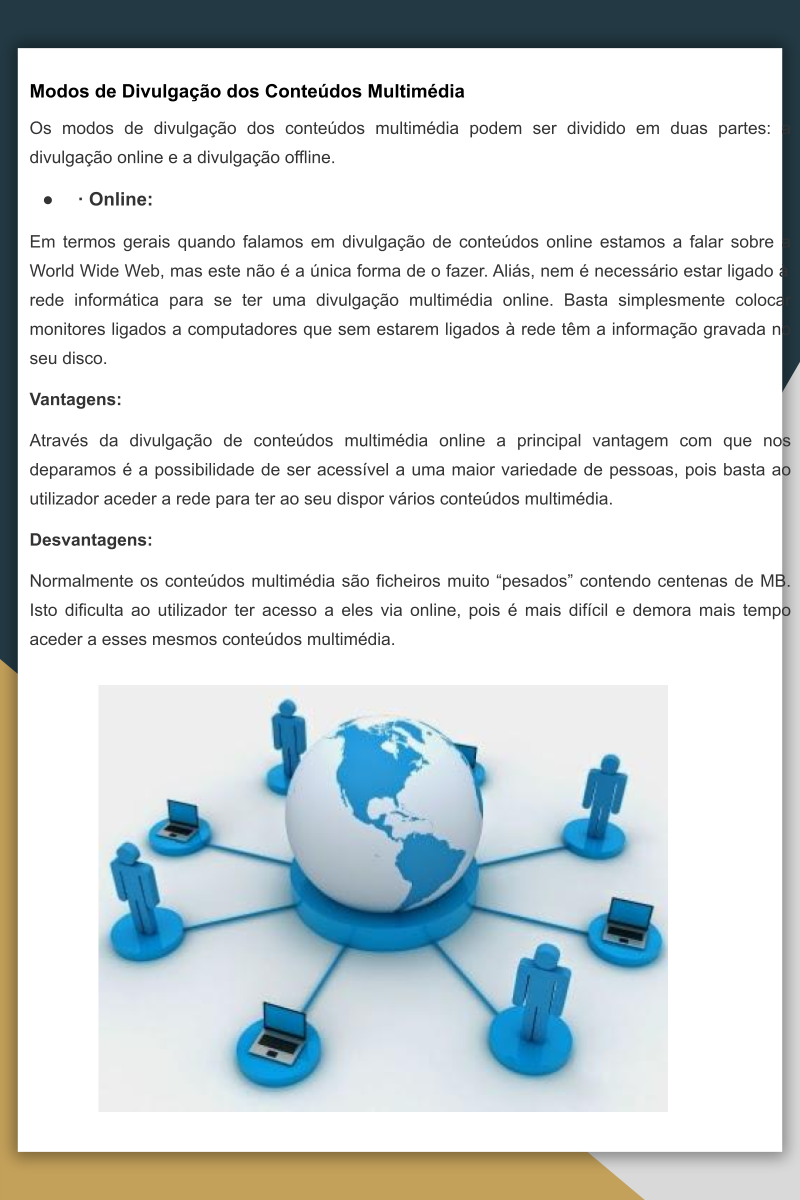 Modos de Divulgação dos Conteúdos Multimédia
Os modos de divulgação dos conteúdos multimédia podem ser dividido em duas partes: a
divulgação online e a divulgação offline.
● · Online:
Em termos gerais quando falamos em divulgação de conteúdos online estamos a falar sobre a
World Wide Web, mas este não é a única forma de o fazer. Aliás, nem é necessário estar ligado à
rede informática para se ter uma divulgação multimédia online. Basta simplesmente colocar
monitores ligados a computadores que sem estarem ligados à rede têm a informação gravada no
seu disco.
Vantagens:
Através da divulgação de conteúdos multimédia online a principal vantagem com que nos
deparamos é a possibilidade de ser acessível a uma maior variedade de pessoas, pois basta ao
utilizador aceder a rede para ter ao seu dispor vários conteúdos multimédia.
Desvantagens:
Normalmente os conteúdos multimédia são ficheiros muito “pesados” contendo centenas de MB.
Isto dificulta ao utilizador ter acesso a eles via online, pois é mais difícil e demora mais tempo
aceder a esses mesmos conteúdos multimédia.